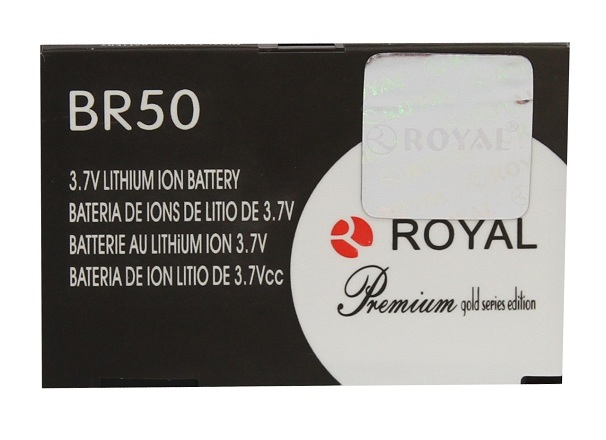 BR50
3.7V LITHIUM ION BATTERY
BATERIA DE IONS DE LITIO DE 3.7V
BATTERIE AU LITHiUM ION 3.7V
BATERIA DE ION LITIO DE 3.7Vcc
ROYAL
ROYAL
Premium gold series edition